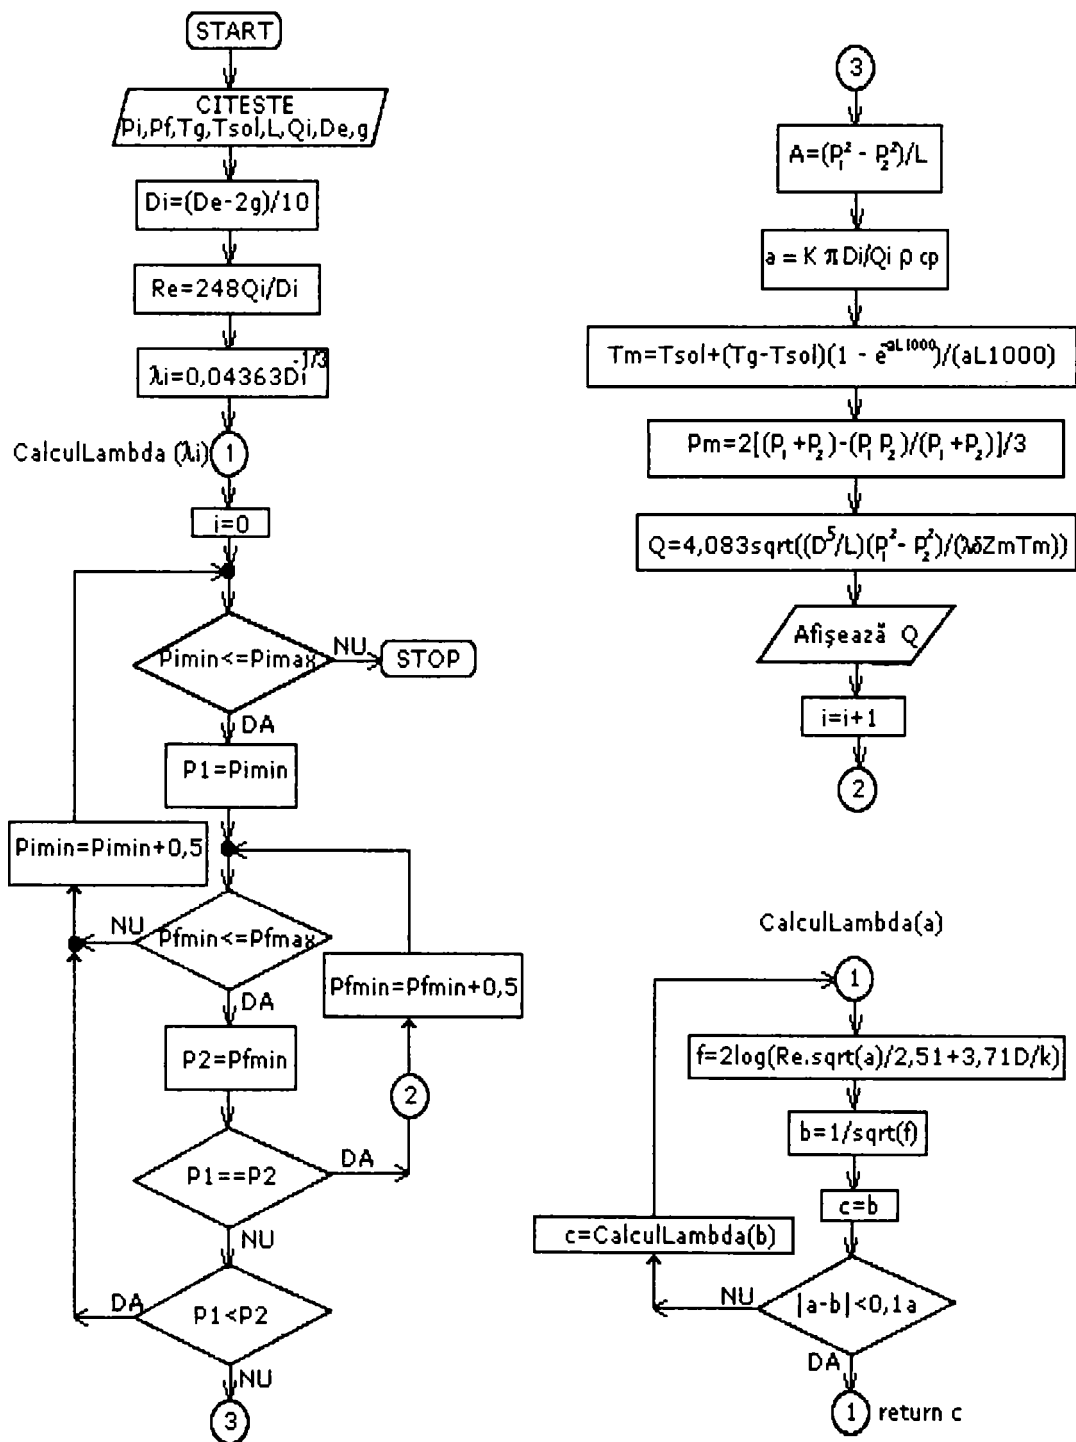 START
CITESTE
Pi,Pf,Tg,Tsol,L,Qi,De,g
Di=(De-2g)/10
Re=248Qi/Di
λi=0,04363Di^-1/3
CalculLambda (λi)
1
i=0
Pimin<=Pimax
NU
STOP
DA
P1=Pimin
Pimin=Pimin+0,5
NU
Pfmin<=Pfmax
Pfmin=Pfmin+0,5
DA
P2=Pfmin
2
P1==P2
DA
NU
DA
P1<P2
NU
3
3
A=(P₁² - P₂²)/L
a = K π Di/Qi ρ cp
Tm=Tsol+(Tg-Tsol)(1 - e^-aL1000)/(aL1000)
Pm=2[(P₁ +P₂)-(P₁ P₂)/(P₁ +P₂)]/3
Q=4,083sqrt((D⁵/L)(P₁² - P₂²)/(λδZmTm))
Afişează Q
i=i+1
2
CalculLambda(a)
1
f=2log(Re.sqrt(a)/2,51+3,71D/k)
b=1/sqrt(f)
c=b
c=CalculLambda(b)
NU
|a-b|<0,1a
DA
1 return c